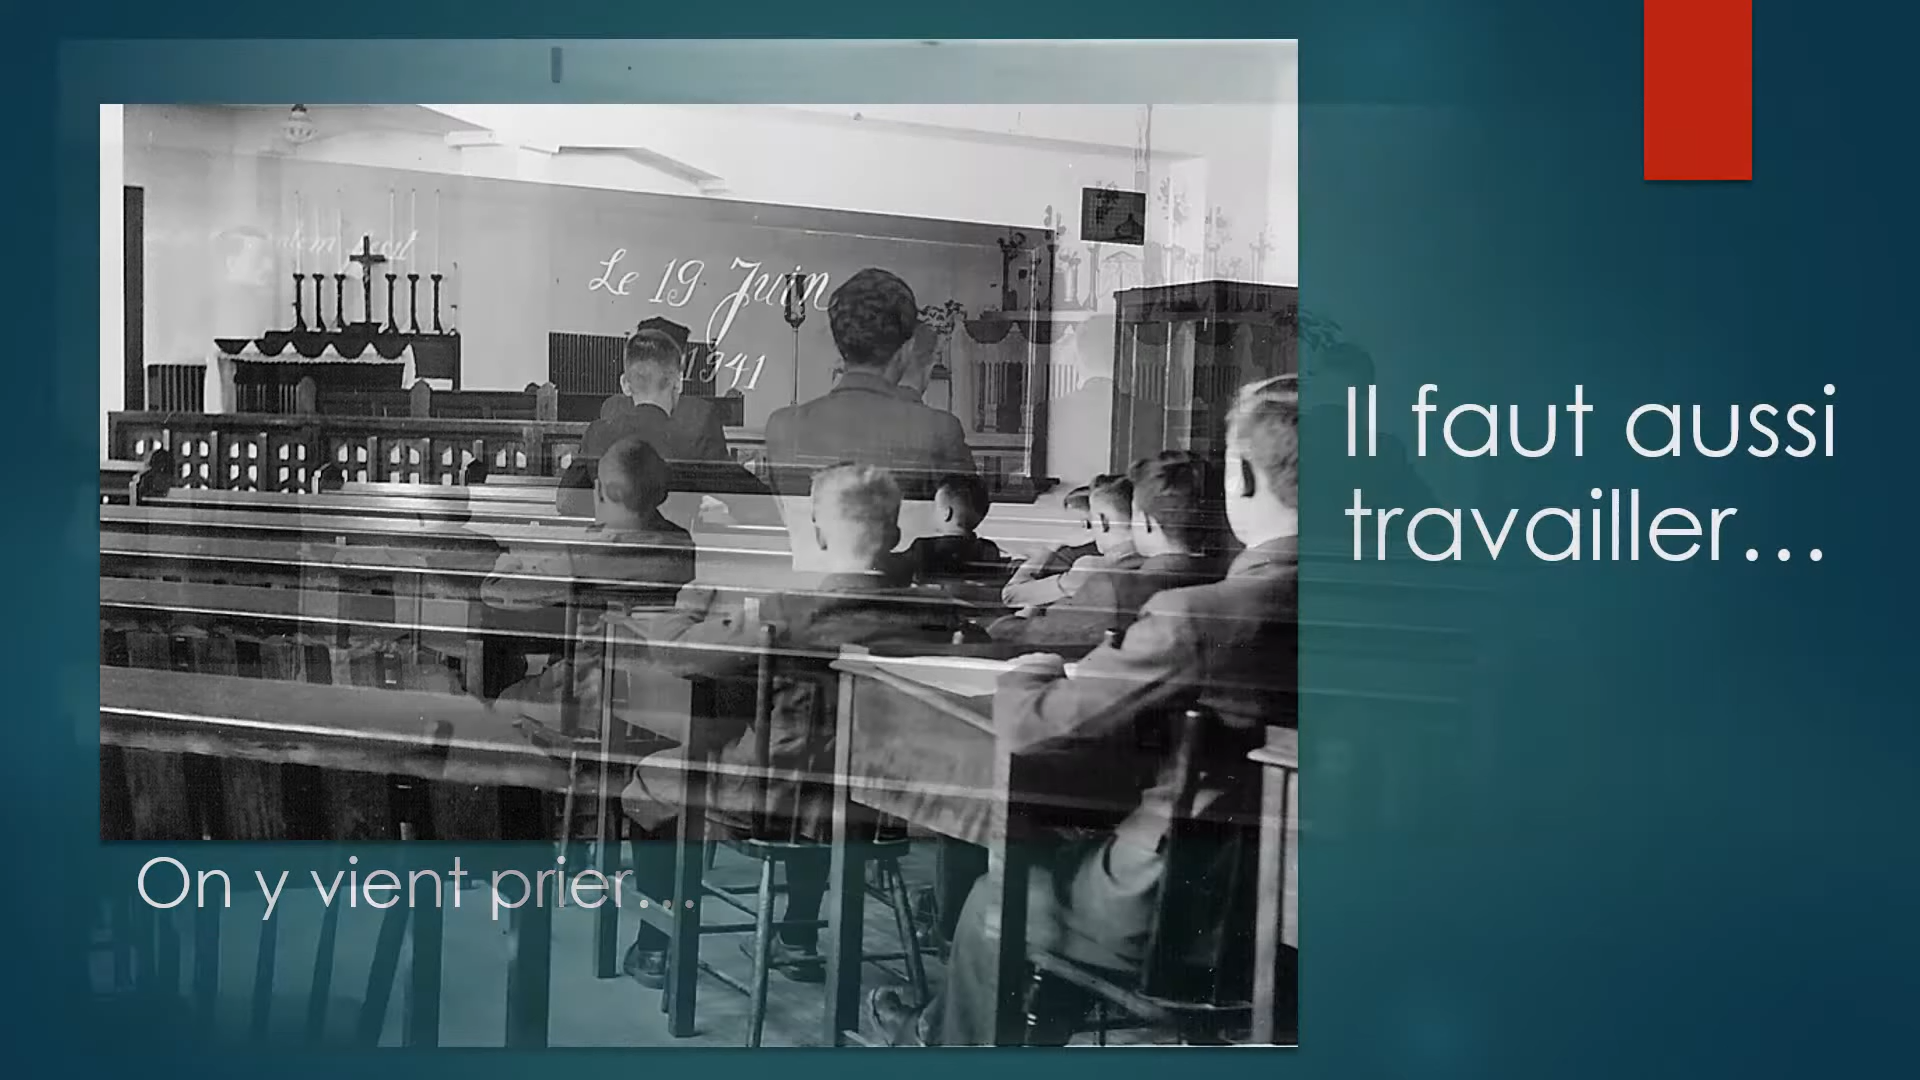 Le 19 Juin
1941
Il faut aussi
travailler…
On y vient prier…